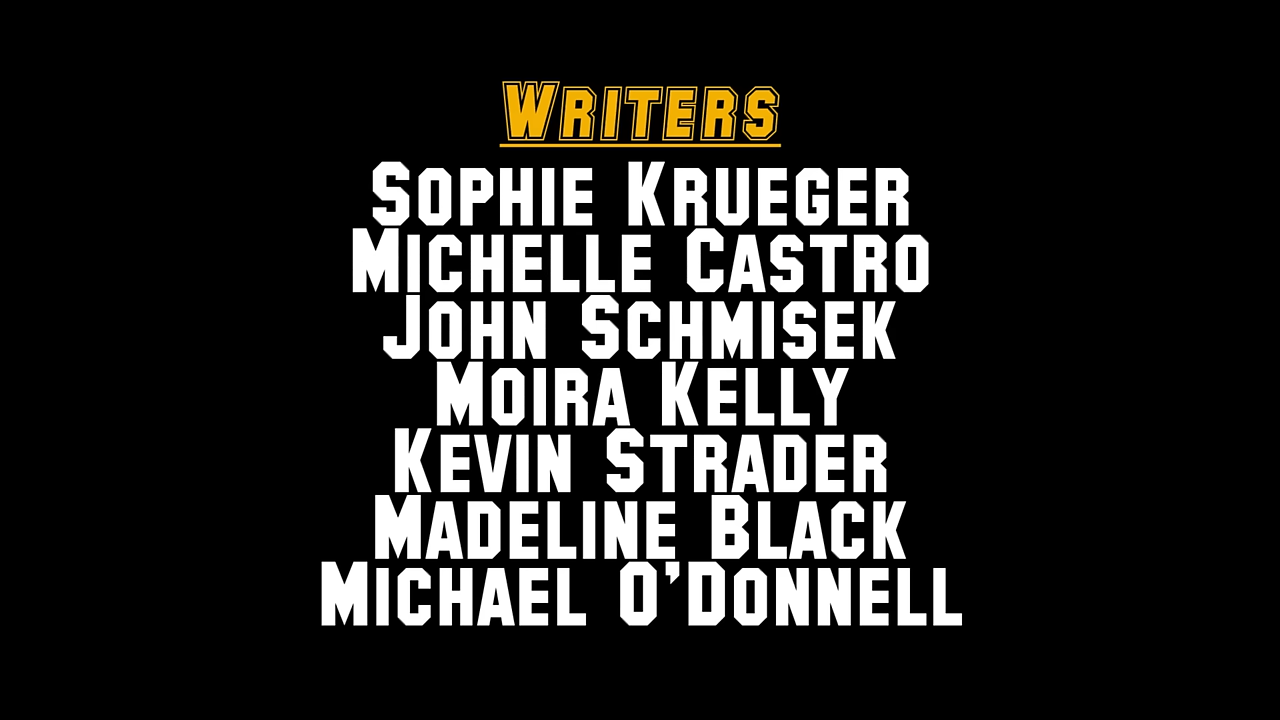 Writers
Sophie Krueger
Michelle Castro
John Schmisek
Moira Kelly
Kevin Strader
Madeline Black
Michael O'Donnell